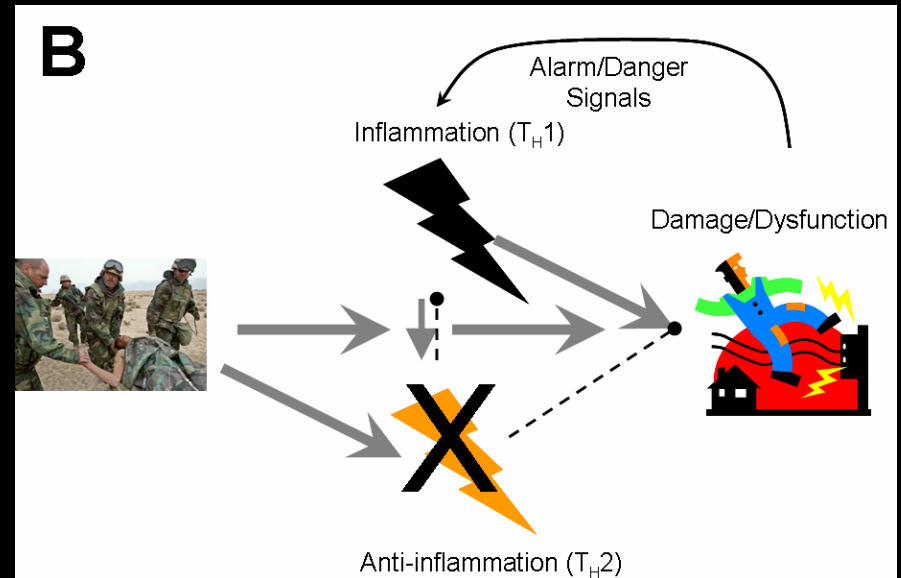 B
Alarm/Danger
Signals
Inflammation (TH1)
Damage/Dysfunction
X
Anti-inflammation (TH2)